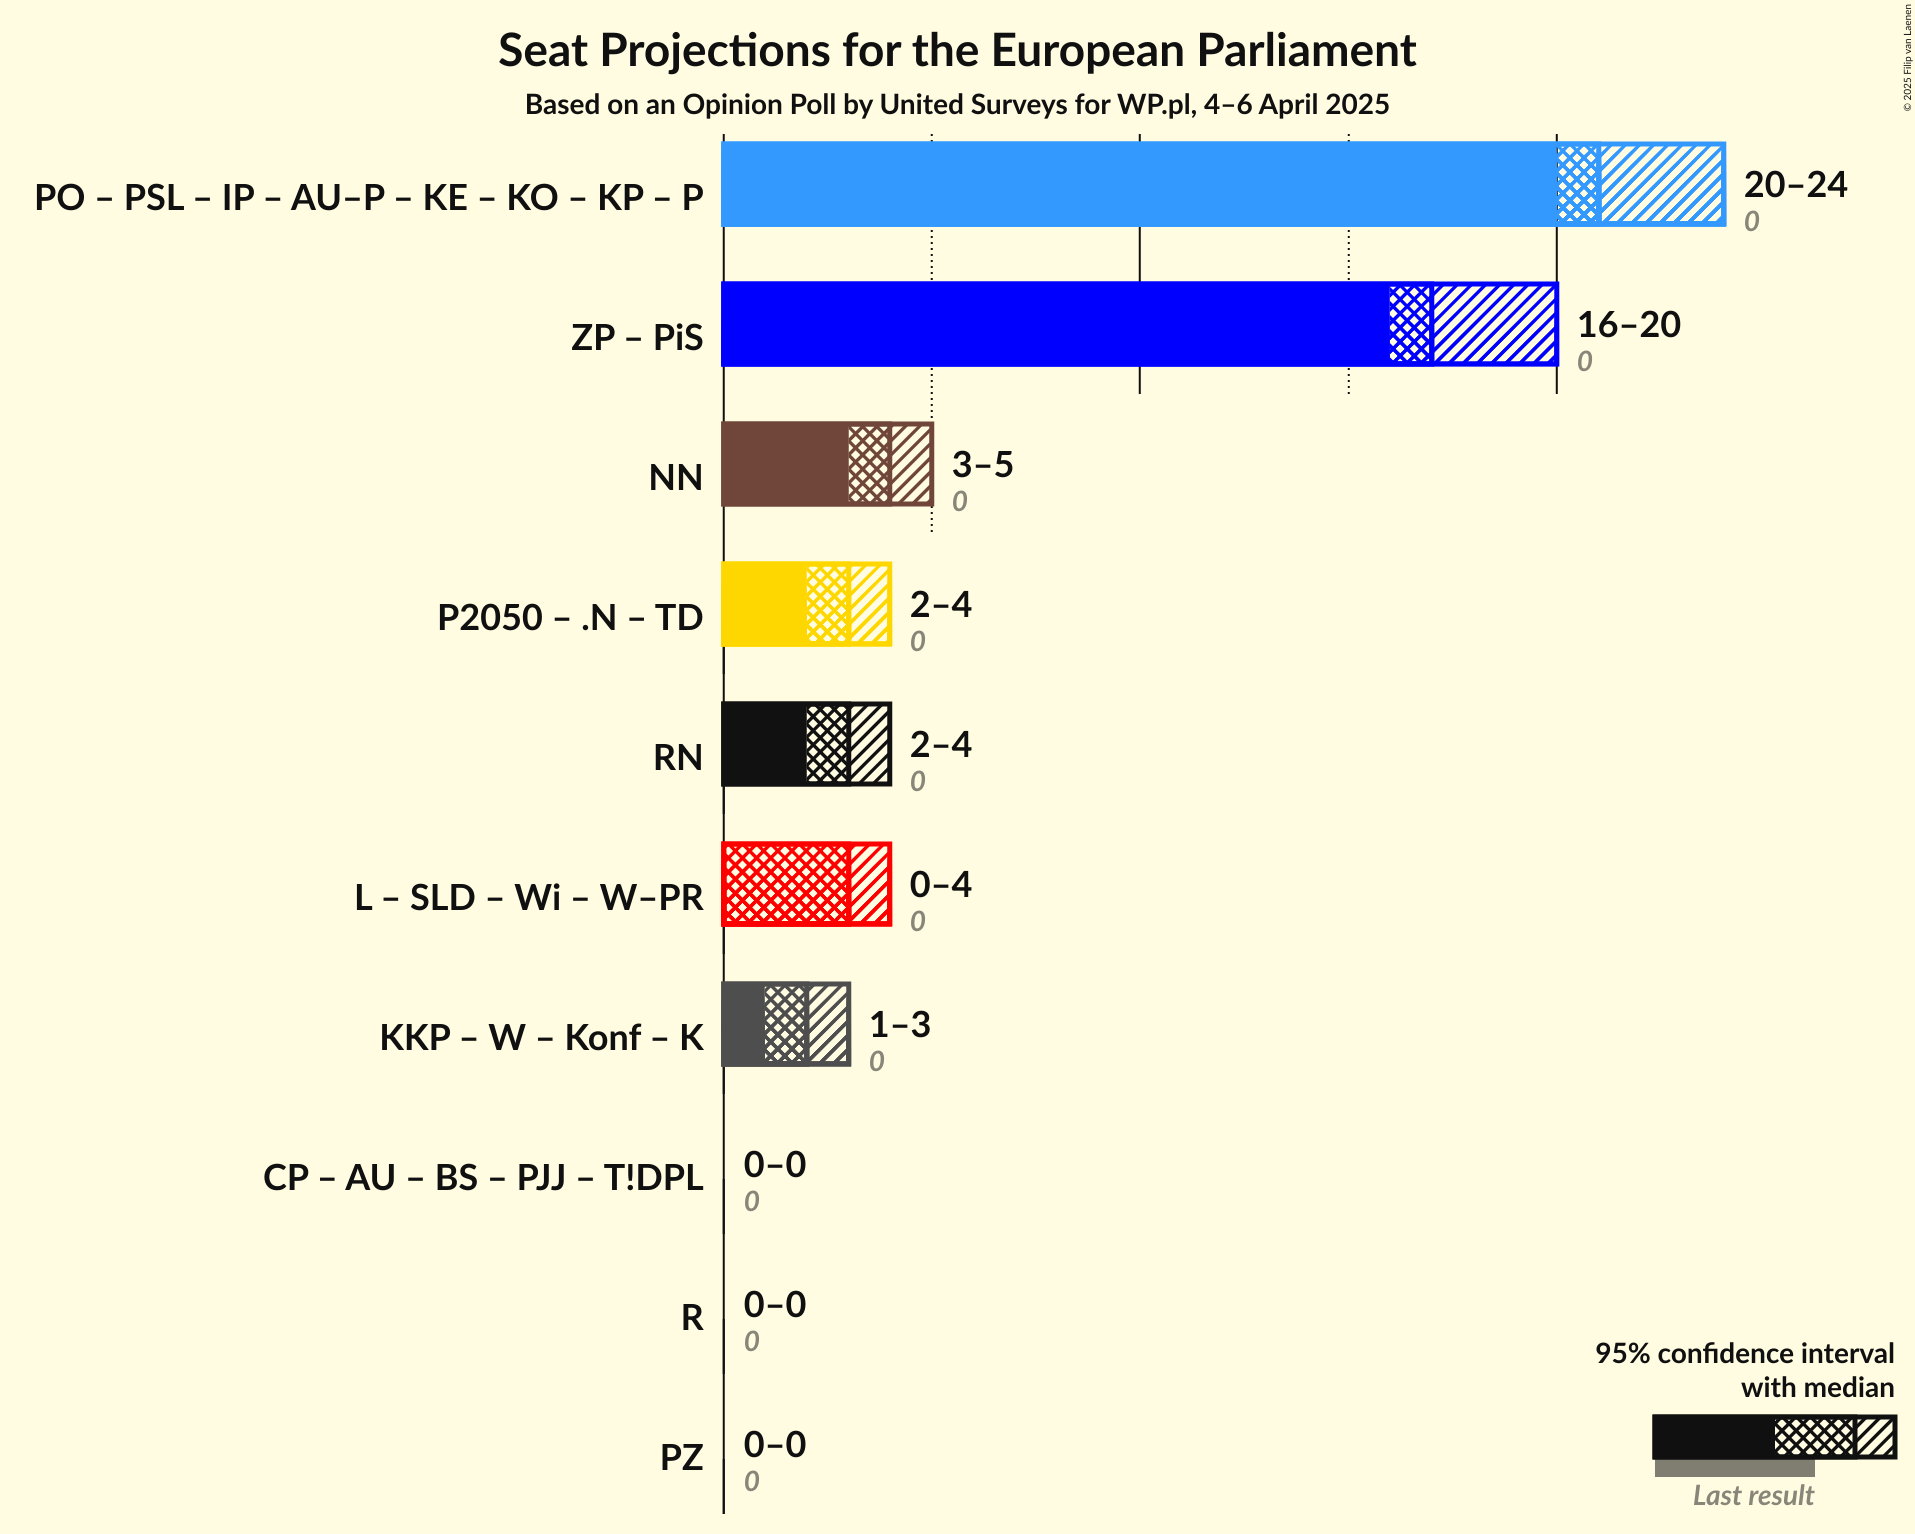 Seat Projections for the European Parliament
Based on an Opinion Poll by United Surveys for WP.pl, 4–6 April 2025
© 2025 Filip van Laenen
PO – PSL – IP – AU–P – KE – KO – KP – P
20–24
0
ZP – PiS
16–20
0
NN
3–5
0
P2050 – .N – TD
2–4
0
RN
2–4
0
L – SLD – Wi – W–PR
0–4
0
KKP – W – Konf – K
1–3
0
CP – AU – BS – PJJ – T!DPL
0–0
0
R
0–0
0
PZ
0–0
0
95% confidence interval
with median
Last result